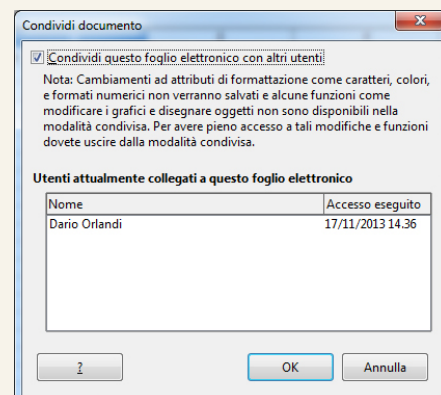 Condividi documento
Condividi questo foglio elettronico con altri utenti
Nota: Cambiamenti ad attributi di formattazione come caratteri, colori,
e formati numerici non verranno salvati e alcune funzioni come
modificare i grafici e disegnare oggetti non sono disponibili nella
modalità condivisa. Per avere pieno accesso a tali modifiche e funzioni
dovete uscire dalla modalità condivisa.
Utenti attualmente collegati a questo foglio elettronico
Nome Accesso eseguito
Dario Orlandi 17/11/2013 14.36
? OK Annulla